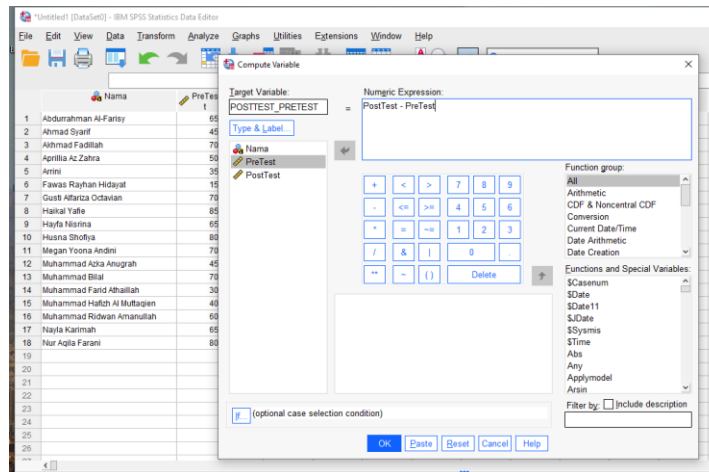 *Untitled1 [DataSet0] - IBM SPSS Statistics Data Editor
File Edit View Data Transform Analyze Graphs Utilities Extensions Window Help
Compute Variable
Target Variable:
POSTTEST_PRETEST
=
Numeric Expression:
PostTest - PreTest
Type & Label...
Nama
PreTest
PostTest
Nama PreTes
t
1 Abdurrahman Al-Farisy 65
2 Ahmad Syarif 45
3 Akhmad Fadillah 70
4 Aprillia Az Zahra 50
5 Arrini 35
6 Fawas Rayhan Hidayat 15
7 Gusti Alfariza Octavian 70
8 Haikal Yafie 85
9 Hayfa Nisrina 65
10 Husna Shofiya 80
11 Megan Yoona Andini 70
12 Muhammad Azka Anugrah 45
13 Muhammad Bilal 70
14 Muhammad Farid Athaillah 30
15 Muhammad Hafizh Al Muttaqien 40
16 Muhammad Ridwan Amanullah 60
17 Nayla Karimah 65
18 Nur Aqila Farani 80
19
20
21
22
23
24
25
26
+ < > 7 8 9
- <= >= 4 5 6
* = ~= 1 2 3
/ & | 0 .
** ~ ( ) Delete
Function group:
All
Arithmetic
CDF & Noncentral CDF
Conversion
Current Date/Time
Date Arithmetic
Date Creation
Functions and Special Variables:
$Casenum
$Date
$Date11
$JDate
$Sysmis
$Time
Abs
Any
Applymodel
Arsin
Filter by: Include description
If... (optional case selection condition)
OK Paste Reset Cancel Help